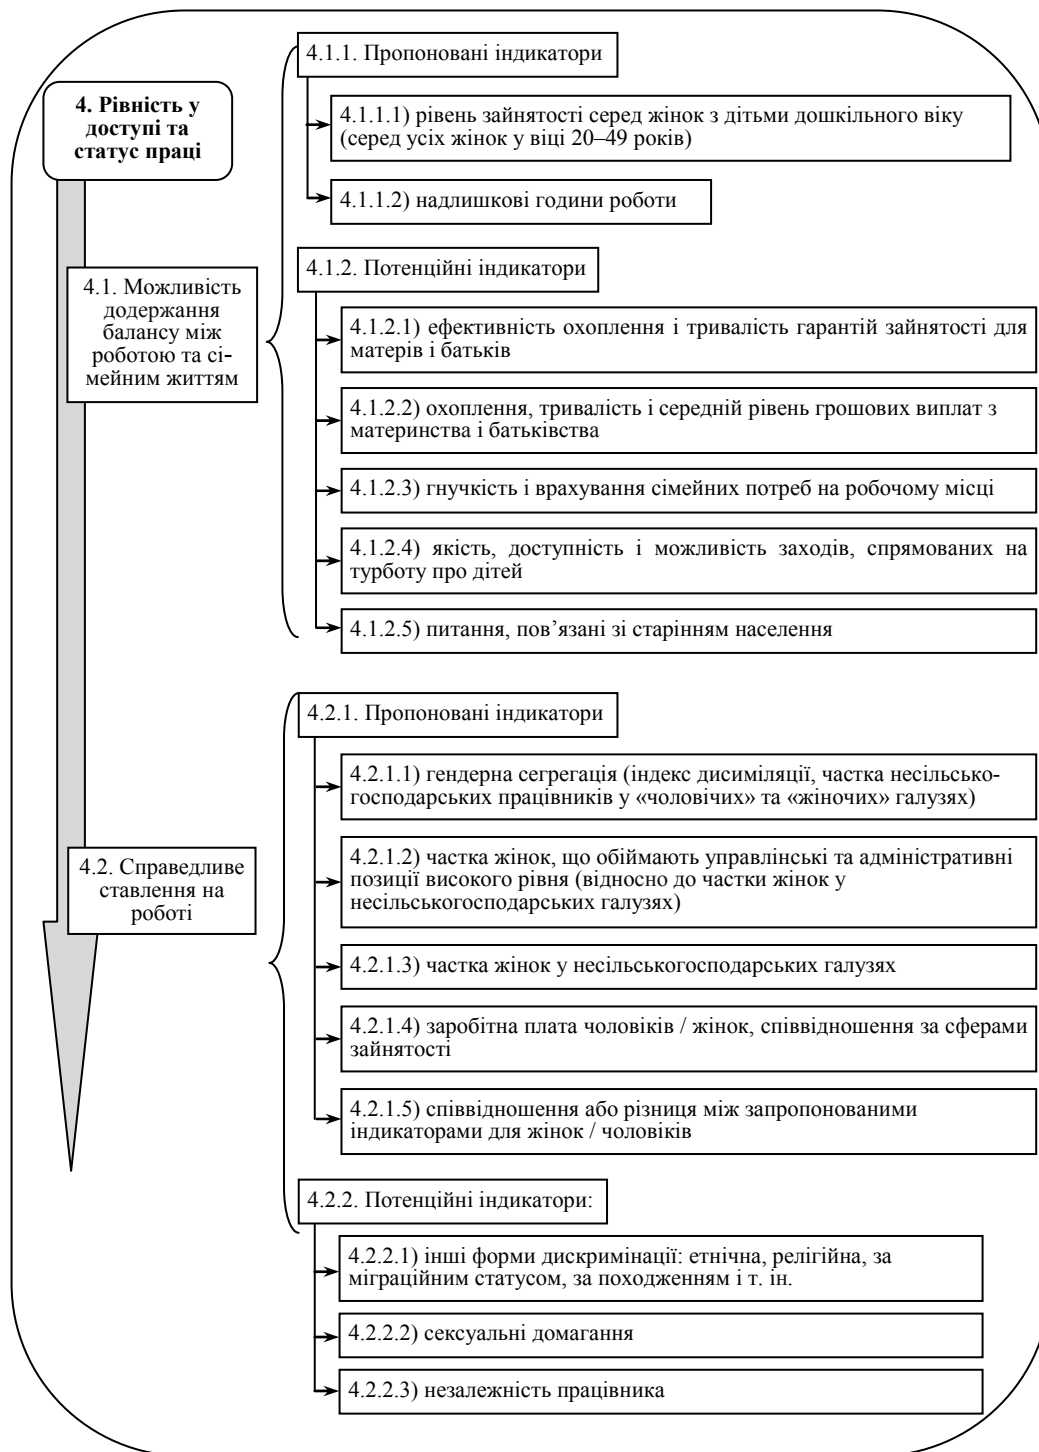 4. Рівність у
доступі та
статус праці
4.1. Можливість
додержання
балансу між
роботою та сі-
мейним життям
4.1.1. Пропоновані індикатори
4.1.1.1) рівень зайнятості серед жінок з дітьми дошкільного віку
(серед усіх жінок у віці 20–49 років)
4.1.1.2) надлишкові години роботи
4.1.2. Потенційні індикатори
4.1.2.1) ефективність охоплення і тривалість гарантій зайнятості для
матерів і батьків
4.1.2.2) охоплення, тривалість і середній рівень грошових виплат з
материнства і батьківства
4.1.2.3) гнучкість і врахування сімейних потреб на робочому місці
4.1.2.4) якість, доступність і можливість заходів, спрямованих на
турботу про дітей
4.1.2.5) питання, пов’язані зі старінням населення
4.2. Справедливе
ставлення на
роботі
4.2.1. Пропоновані індикатори
4.2.1.1) гендерна сегрегація (індекс дисиміляції, частка несільсько-
господарських працівників у «чоловічих» та «жіночих» галузях)
4.2.1.2) частка жінок, що обіймають управлінські та адміністративні
позиції високого рівня (відносно до частки жінок у
несільськогосподарських галузях)
4.2.1.3) частка жінок у несільськогосподарських галузях
4.2.1.4) заробітна плата чоловіків / жінок, співвідношення за сферами
зайнятості
4.2.1.5) співвідношення або різниця між запропонованими
індикаторами для жінок / чоловіків
4.2.2. Потенційні індикатори:
4.2.2.1) інші форми дискримінації: етнічна, релігійна, за
міграційним статусом, за походженням і т. ін.
4.2.2.2) сексуальні домагання
4.2.2.3) незалежність працівника